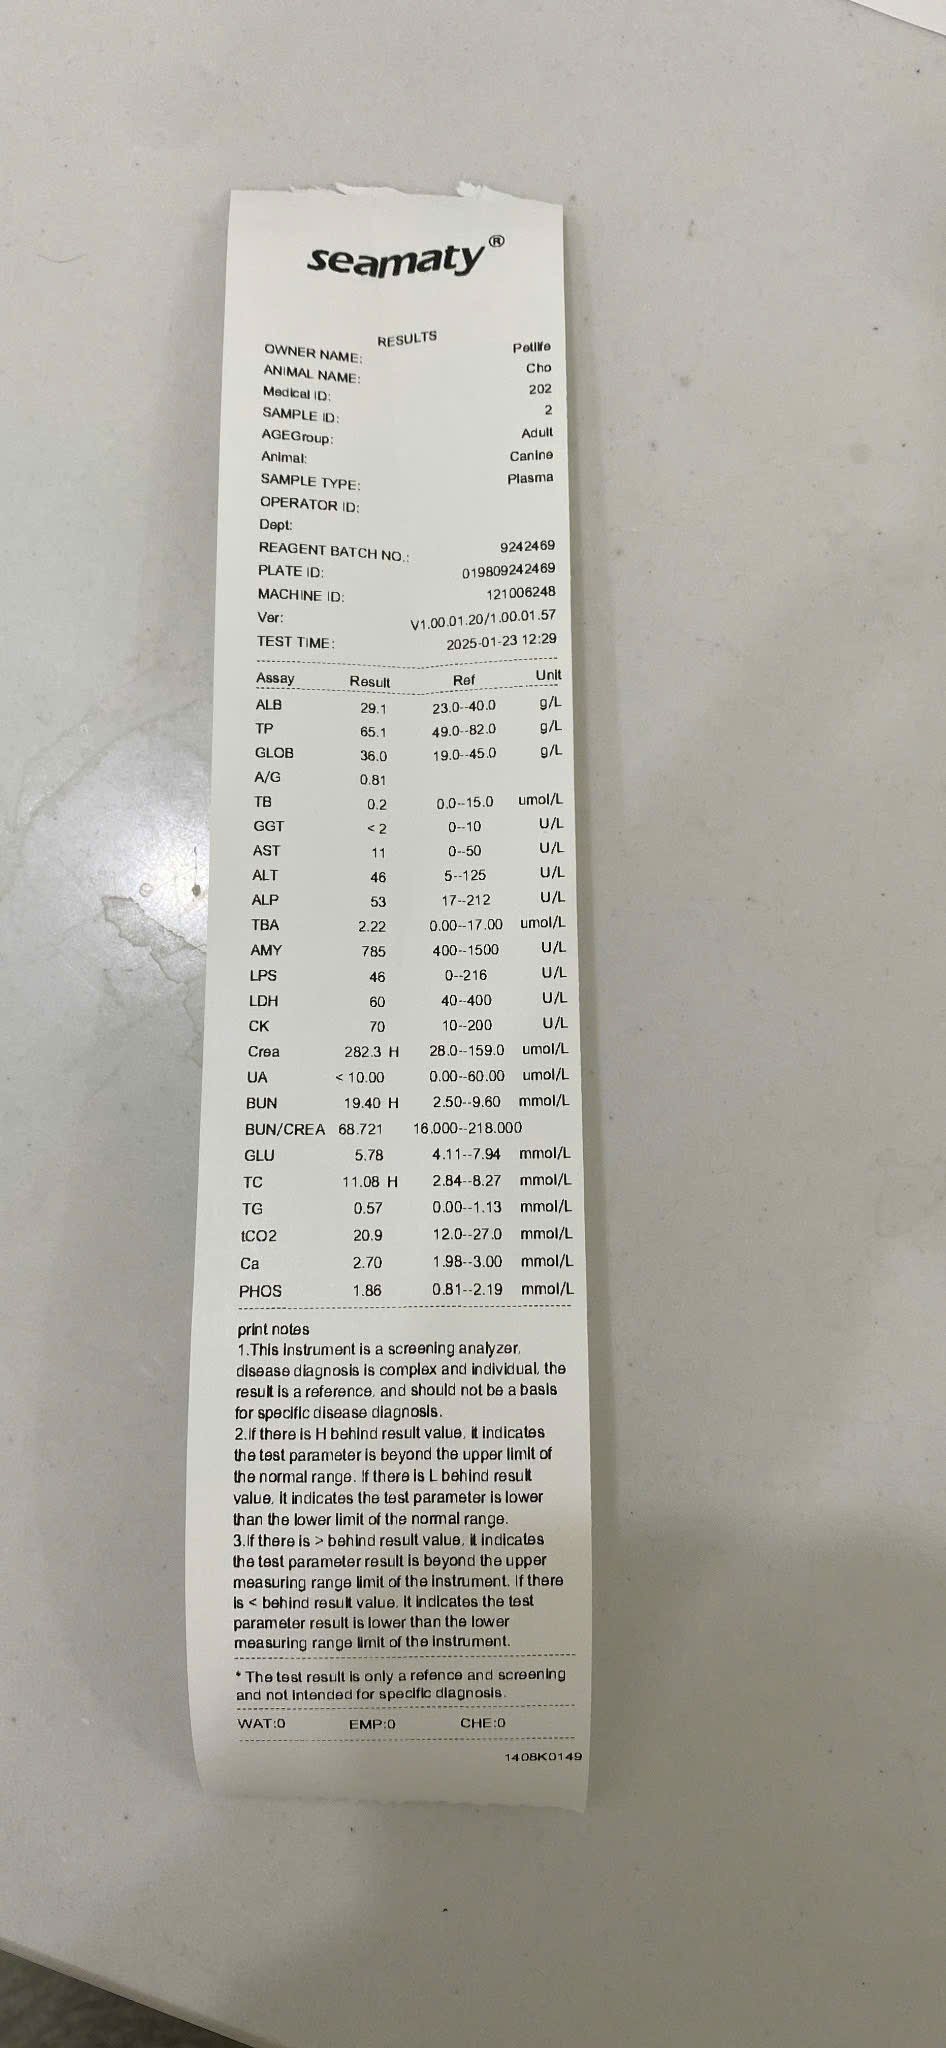 seamaty®
RESULTS
OWNER NAME: Petlife
ANIMAL NAME: Cho
Medical ID: 202
SAMPLE ID: 2
AGEGroup: Adult
Animal: Canine
SAMPLE TYPE: Plasma
OPERATOR ID:
Dept:
REAGENT BATCH NO.: 9242469
PLATE ID: 019809242469
MACHINE ID: 121006248
Ver: V1.00.01.20/1.00.01.57
TEST TIME: 2025-01-23 12:29
Assay Result Ref Unit
ALB 29.1 23.0--40.0 g/L
TP 65.1 49.0--82.0 g/L
GLOB 36.0 19.0--45.0 g/L
A/G 0.81
TB 0.2 0.0--15.0 umol/L
GGT <2 0--10 U/L
AST 11 0--50 U/L
ALT 46 5--125 U/L
ALP 53 17--212 U/L
TBA 2.22 0.00--17.00 umol/L
AMY 785 400--1500 U/L
LPS 46 0--216 U/L
LDH 60 40--400 U/L
CK 70 10--200 U/L
Crea 282.3 H 28.0--159.0 umol/L
UA <10.00 0.00--60.00 umol/L
BUN 19.40 H 2.50--9.60 mmol/L
BUN/CREA 68.721 16.000--218.000
GLU 5.78 4.11--7.94 mmol/L
TC 11.08 H 2.84--8.27 mmol/L
TG 0.57 0.00--1.13 mmol/L
tCO2 20.9 12.0--27.0 mmol/L
Ca 2.70 1.98--3.00 mmol/L
PHOS 1.86 0.81--2.19 mmol/L
print notes
1.This instrument is a screening analyzer,
disease diagnosis is complex and individual, the
result is a reference, and should not be a basis
for specific disease diagnosis.
2.If there is H behind result value, it indicates
the test parameter is beyond the upper limit of
the normal range. If there is L behind result
value, it indicates the test parameter is lower
than the lower limit of the normal range.
3.If there is > behind result value, it indicates
the test parameter result is beyond the upper
measuring range limit of the instrument. If there
is < behind result value. It indicates the test
parameter result is lower than the lower
measuring range limit of the instrument.
* The test result is only a refence and screening
and not intended for specific diagnosis.
WAT:0 EMP:0 CHE:0
1408K0149